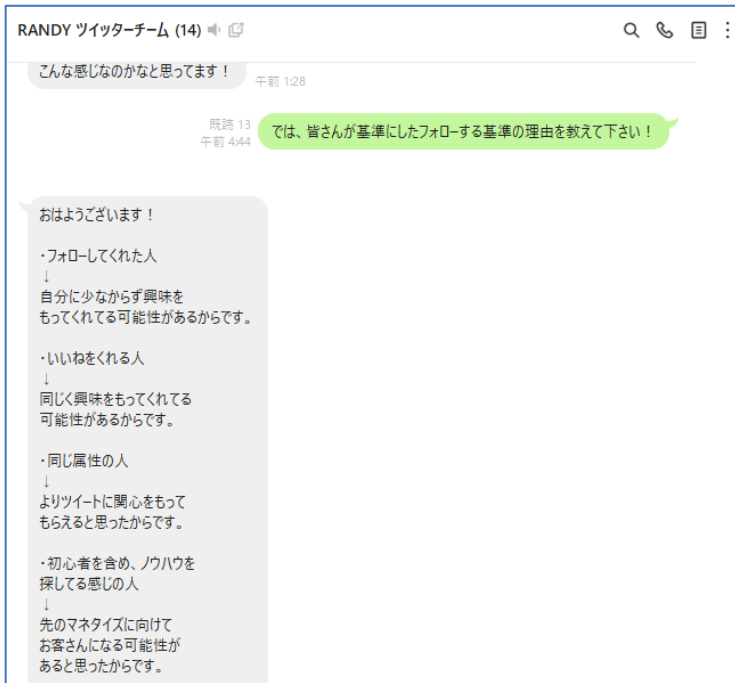 RANDY ツイッターチーム (14)
こんな感じなのかなと思ってます！
午前 1:28
既読 13
午前 4:44
では、皆さんが基準にしたフォローする基準の理由を教えて下さい！
おはようございます！
・フォローしてくれた人
↓
自分に少なからず興味を
もってくれてる可能性があるからです。
・いいねをくれる人
↓
同じく興味をもってくれてる
可能性があるからです。
・同じ属性の人
↓
よりツイートに関心をもって
もらえると思ったからです。
・初心者を含め、ノウハウを
探してる感じの人
↓
先のマネタイズに向けて
お客さんになる可能性が
あると思ったからです。